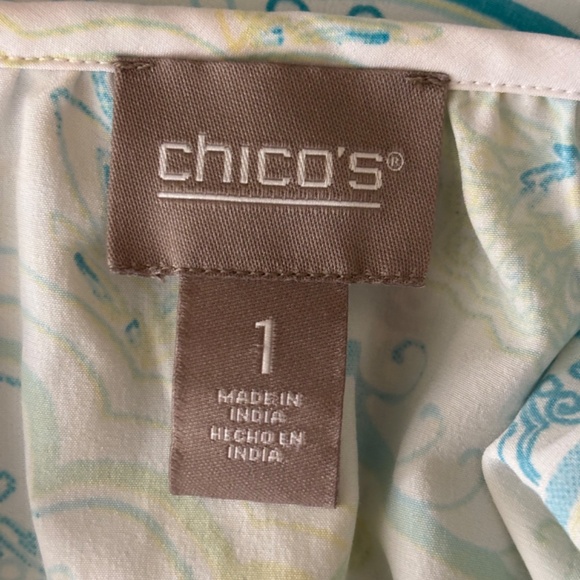 chico's®
1
MADE IN
INDIA
HECHO EN
INDIA